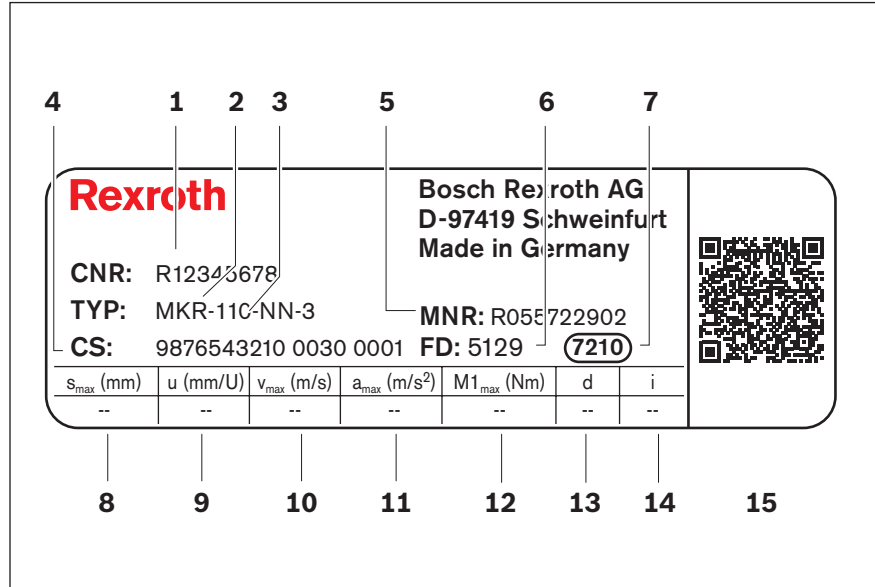 4 1 2 3 5 6 7
Rexroth
Bosch Rexroth AG
D-97419 Schweinfurt
Made in Germany
CNR: R12345678
TYP: MKR-110-NN-3
MNR: R055722902
CS: 9876543210 0030 0001 FD: 5129 7210
smax (mm) u (mm/U) vmax (m/s) amax (m/s²) M1max (Nm) d i
-- -- -- -- -- -- --
8 9 10 11 12 13 14 15